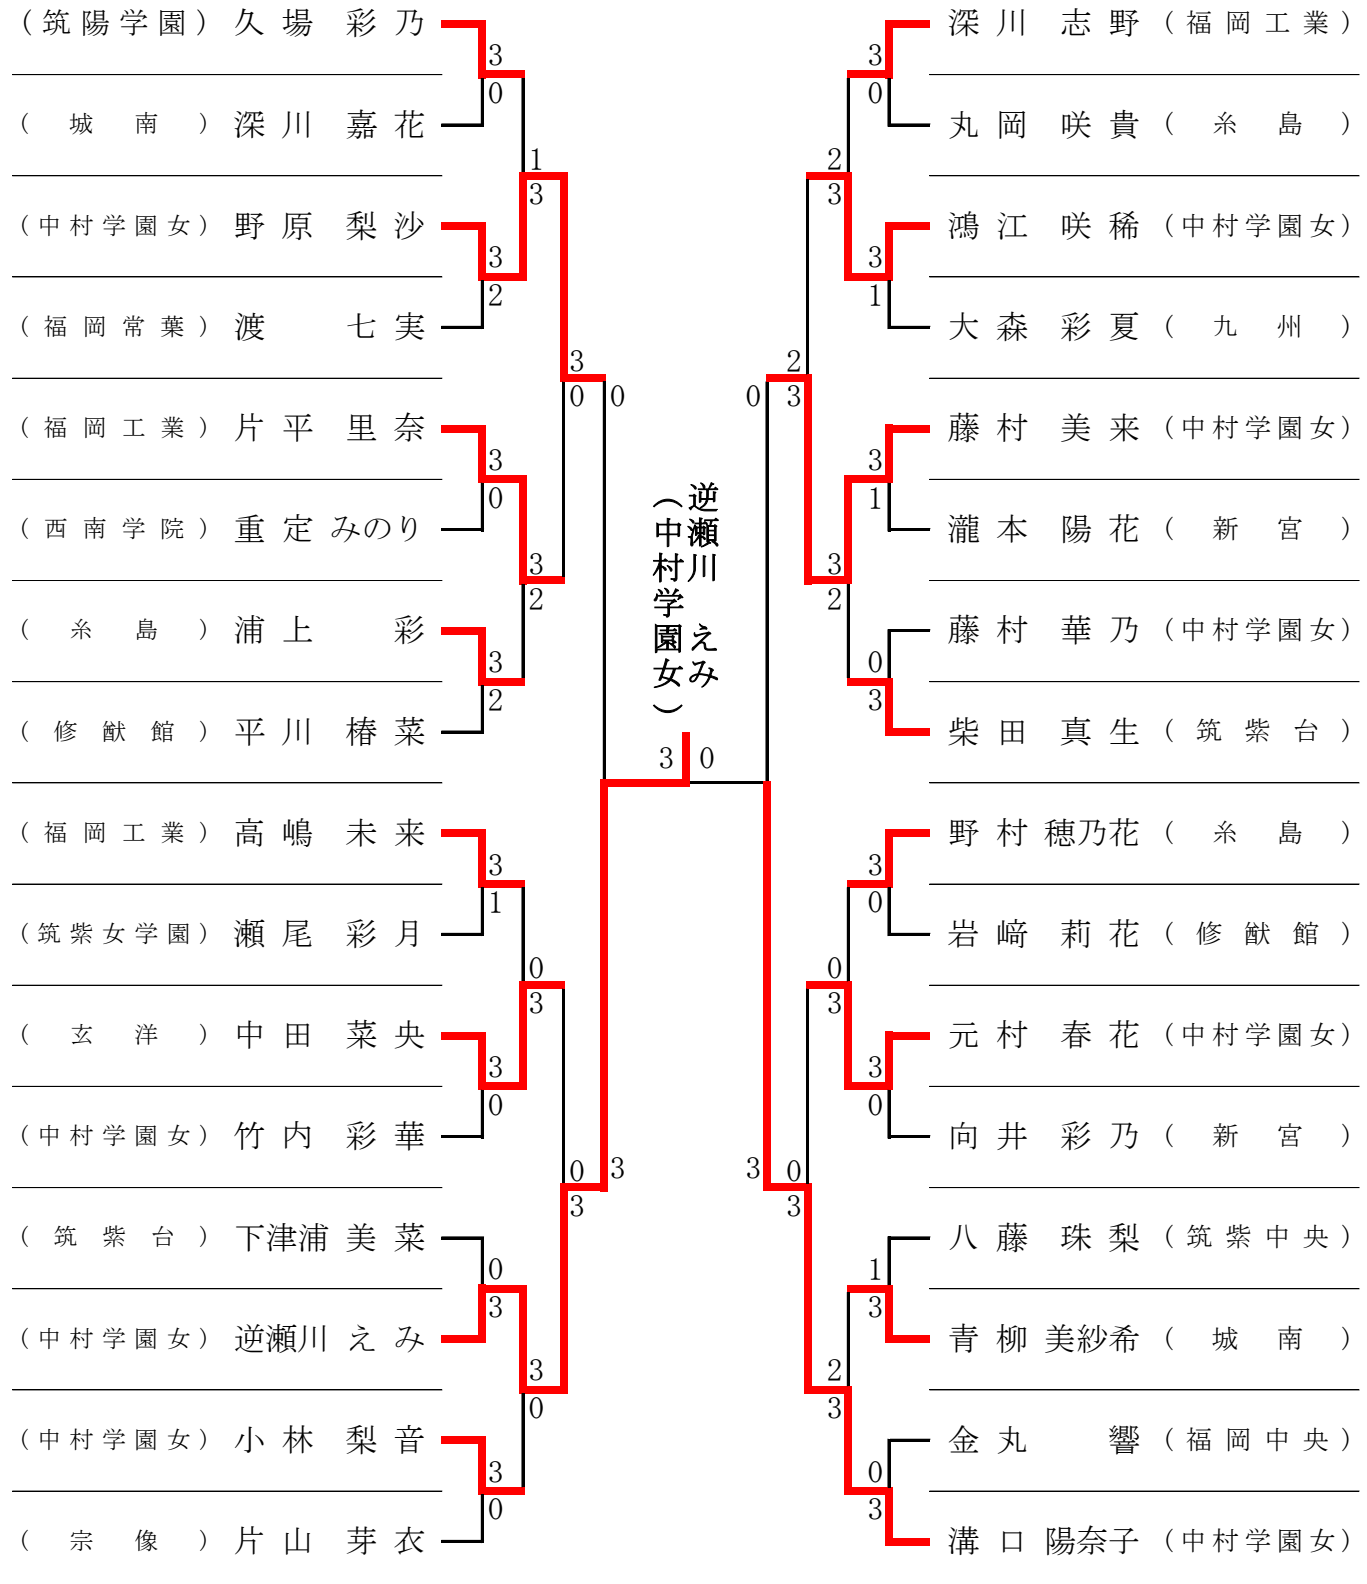 (筑陽学園) 久場 彩乃
3
0
(城南) 深川 嘉花
1
3
(中村学園女) 野原 梨沙
3
2
(福岡常葉) 渡 七実
3
0
0
(福岡工業) 片平 里奈
3
0
(西南学院) 重定 みのり
3
2
(糸島) 浦上 彩
3
2
(修猷館) 平川 椿菜
(福岡工業) 高嶋 未来
3
1
(筑紫女学園) 瀬尾 彩月
0
3
(玄洋) 中田 菜央
3
0
(中村学園女) 竹内 彩華
0
3
3
(筑紫台) 下津浦 美菜
0
3
(中村学園女) 逆瀬川 えみ
3
0
(中村学園女) 小林 梨音
3
0
(宗像) 片山 芽衣
逆瀬川 えみ
(中村学園女)
3 0
深川 志野 (福岡工業)
3
0
丸岡 咲貴 (糸島)
2
3
鴻江 咲稀 (中村学園女)
3
1
大森 彩夏 (九州)
2
0
3
藤村 美来 (中村学園女)
3
1
瀧本 陽花 (新宮)
3
2
藤村 華乃 (中村学園女)
0
3
柴田 真生 (筑紫台)
野村 穂乃花 (糸島)
3
0
岩﨑 莉花 (修猷館)
0
3
元村 春花 (中村学園女)
3
0
向井 彩乃 (新宮)
3
0
3
八藤 珠梨 (筑紫中央)
1
3
青柳 美紗希 (城南)
2
3
金丸 響 (福岡中央)
0
3
溝口 陽奈子 (中村学園女)